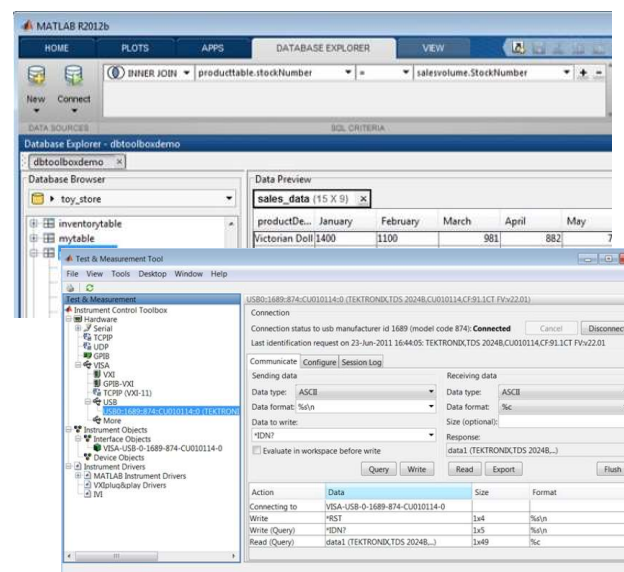 MATLAB R2012b
HOME PLOTS APPS DATABASE EXPLORER VIEW
INNER JOIN producttable.stockNumber = salesvolume.StockNumber + -
New Connect
DATA SOURCES SQL CRITERIA
Database Explorer - dbtoolboxdemo
dbtoolboxdemo ×
Database Browser Data Preview
toy_store sales_data (15 X 9) ×
inventorytable productDe... January February March April May
mytable Victorian Doll 1400 1100 981 882 7
Test & Measurement Tool
File View Tools Desktop Window Help
Test & Measurement
Instrument Control Toolbox
Hardware
Serial
TCPIP
UDP
GPIB
VISA
VXI
GPIB-VXI
TCPIP (VXI-11)
USB
USB0::1689::874::CU010114::0 (TEKTRONI
More
Instrument Objects
Interface Objects
VISA-USB-0-1689-874-CU010114-0
Device Objects
Instrument Drivers
MATLAB Instrument Drivers
VXIplug&play Drivers
IVI
USB0::1689::874::CU010114::0 (TEKTRONIX,TDS 2024B,CU010114,CF:91.1CT FV:v22.01)
Connection
Connection status to usb manufacturer id 1689 (model code 874): Connected Cancel Disconnec
Last identification request on 23-Jun-2011 16:44:05: TEKTRONIX,TDS 2024B,CU010114,CF:91.1CT FV:v22.01
Communicate Configure Session Log
Sending data Receiving data
Data type: ASCII Data type: ASCII
Data format: %s\n Data format: %c
Data to write: Size (optional):
*IDN? Response:
Evaluate in workspace before write data1 (TEKTRONIX,TDS 2024B,...)
Query Write Read Export Flush
Action Data Size Format
Connecting to VISA-USB-0-1689-874-CU010114-0
Write *RST 1x4 %s\n
Write (Query) *IDN? 1x5 %s\n
Read (Query) data1 (TEKTRONIX,TDS 2024B,...) 1x49 %c